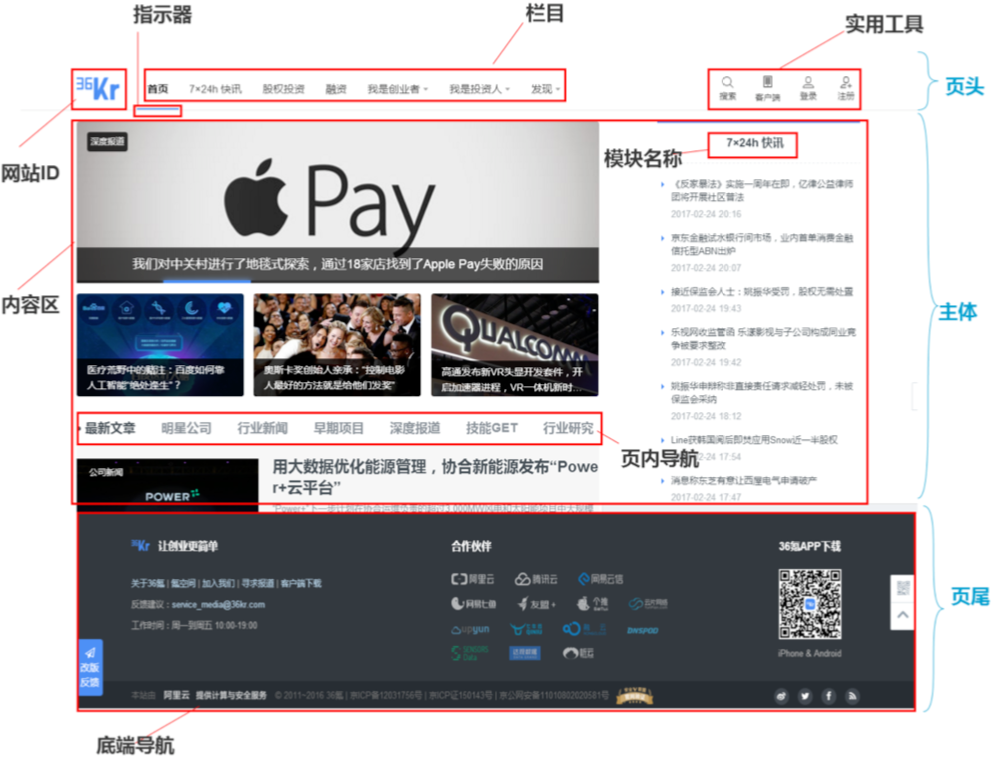 指示器
栏目
实用工具
36Kr
首页
7×24h 快讯
股权投资
融资
我是创业者
我是投资人
发现
搜索
客户端
登录
注册
页头
网站ID
深度报道
Pay
我们对中关村进行了地毯式探索，通过18家店找到了Apple Pay失败的原因
模块名称
7×24h 快讯
《反家暴法》实施一周年在即，亿律公益律师
团将开展社区普法
2017-02-24 20:16
京东金融试水银行间市场，业内首单消费金融
信托型ABN出炉
2017-02-24 20:07
接近保监会人士：姚振华受罚，股权无需处置
2017-02-24 19:43
乐视网收监管函 乐漾影视与子公司构成同业竞
争被要求整改
2017-02-24 19:42
姚振华申辩称非直接责任请求减轻处罚，未被
保监会采纳
2017-02-24 18:12
Line获韩国阅后即焚应用Snow近一半股权
2-24 17:54
消息称东芝有意让西屋电气申请破产
2017-02-24 17:47
内容区
主体
医疗荒野中的赌注：百度如何靠
人工智能“绝处逢生”？
奥斯卡奖创始人亲承：“控制电影
人最好的方法就是给他们发奖”
QUALCOMM
高通发布新VR头显开发套件，开
启加速器进程，VR一体机新时...
最新文章
明星公司
行业新闻
早期项目
深度报道
技能GET
行业研究
页内导航
公司新闻
POWER
用大数据优化能源管理，协合新能源发布“Powe
r+云平台”
36Kr 让创业更简单
关于36氪 | 氪空间 | 加入我们 | 寻求报道 | 客户端下载
反馈建议：service_media@36kr.com
工作时间：周一到周五 10:00-19:00
合作伙伴
阿里云
腾讯云
网易云信
网易七鱼
友盟+
个推
upyun
DNSPOD
Data
36氪APP下载
iPhone & Android
页尾
改版
反馈
本站由 阿里云 提供计算与安全服务 © 2011~2016 36氪 | 京ICP备12031756号 | 京ICP证150143号 | 京公网安备11010802020581号
底端导航